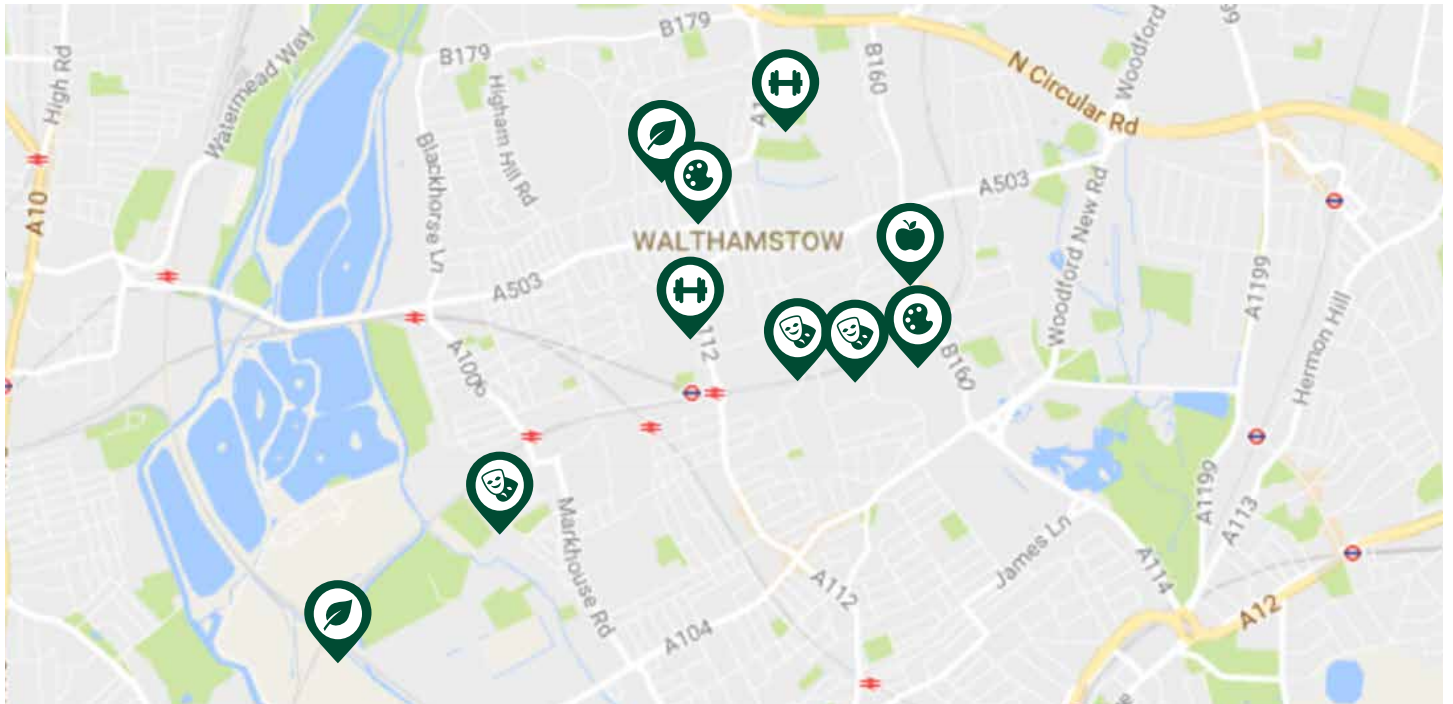 B179
B179
Woodford
High Rd
Watermead Way
B160
N Circular Rd
Higham Hill Rd
Blackhorse Ln
A503
Woodford New Rd
A10
WALTHAMSTOW
A503
A1199
Hermon Hill
112
B160
A1006
A1199
A113
Markhouse Rd
James Ln
A114
A112
A12
A104